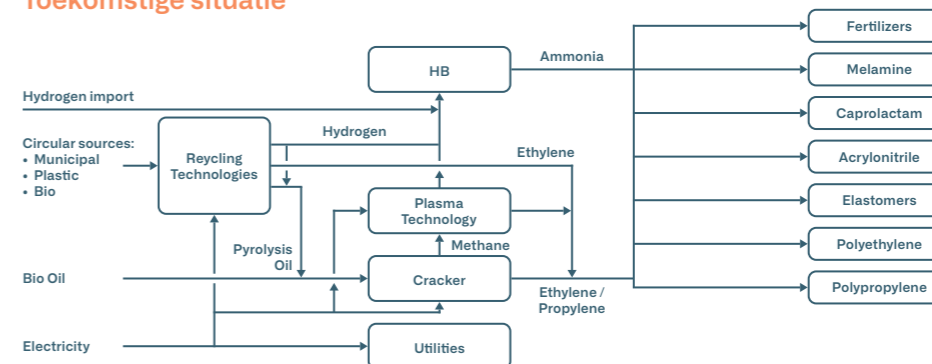 Toekomstige situatie
Fertilizers
HB
Ammonia
Melamine
Hydrogen import
Caprolactam
Hydrogen
Circular sources:
• Municipal
• Plastic
• Bio
Reycling
Technologies
Ethylene
Acrylonitrile
Elastomers
Plasma
Technology
Methane
Polyethylene
Pyrolysis
Oil
Bio Oil
Cracker
Ethylene /
Propylene
Polypropylene
Electricity
Utilities